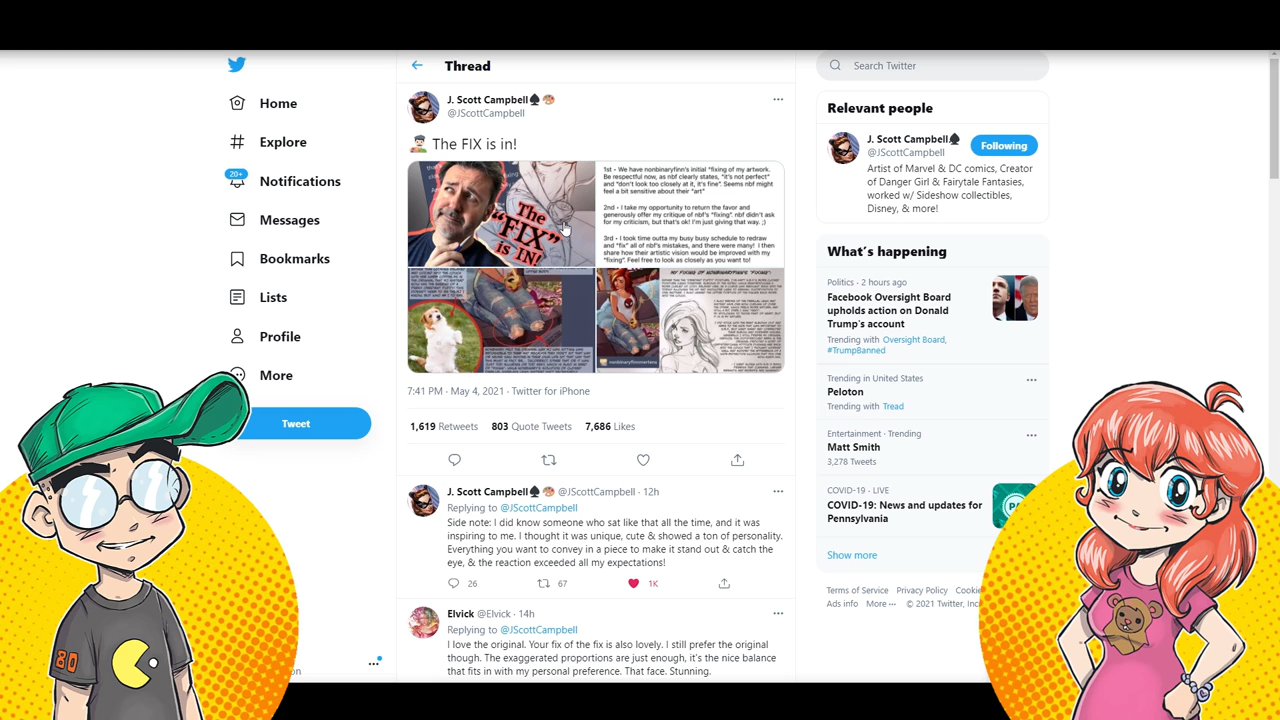 Home
Explore
20+
Notifications
Messages
Bookmarks
Lists
Profile
More
Tweet
Thread
J. Scott Campbell
@JScottCampbell
The FIX is in!
The
"FIX"
is IN!
1st - We have nonbinaryfinn's initial "fixing of my artwork.
Here, as nbf clearly states, "it's not perfect" and
"don't look too closely at it, it's fine". Seems nbf might
feel a bit sensitive about their "art"
2nd - I take my opportunity to return the favor and
generously offer my critique of nbf's "fixing". nbf didn't ask
for my criticism, but that's ok! I'm just giving that way. ;)
3rd - I took time outta my busy busy schedule to redraw
and "fix" all of nbf's mistakes, and there were many! I then
share how their artistic vision would be improved with my
"fixing". Feel free to look as closely as you want to!
MY FIXING OF NONBINARYFINN'S "FIXING"!
7:41 PM · May 4, 2021 · Twitter for iPhone
1,619 Retweets 803 Quote Tweets 7,686 Likes
J. Scott Campbell @JScottCampbell · 12h
Replying to @JScottCampbell
Side note: I did know someone who sat like that all the time, and it was
inspiring to me. I thought it was unique, cute & showed a ton of personality.
Everything you want to convey in a piece to make it stand out & catch the
eye, & the reaction exceeded all my expectations!
26 67 1K
Elvick @Elvick · 14h
Replying to @JScottCampbell
I love the original. Your fix of the fix is also lovely. I still prefer the original
though. The exaggerated proportions are just enough, it's the nice balance
that fits in with my personal preference. That face. Stunning.
Search Twitter
Relevant people
J. Scott Campbell
@JScottCampbell
Following
Artist of Marvel & DC comics, Creator
of Danger Girl & Fairytale Fantasies,
worked w/ Sideshow collectibles,
Disney, & more!
What's happening
Politics · 2 hours ago
Facebook Oversight Board
upholds action on Donald
Trump's account
Trending with Oversight Board,
#TrumpBanned
Trending in United States
Peloton
Trending with Tread
Entertainment · Trending
Matt Smith
3,278 Tweets
COVID-19 · LIVE
COVID-19: News and updates for
Pennsylvania
Show more
Terms of Service Privacy Policy Cookie
Ads info More © 2021 Twitter, Inc
80